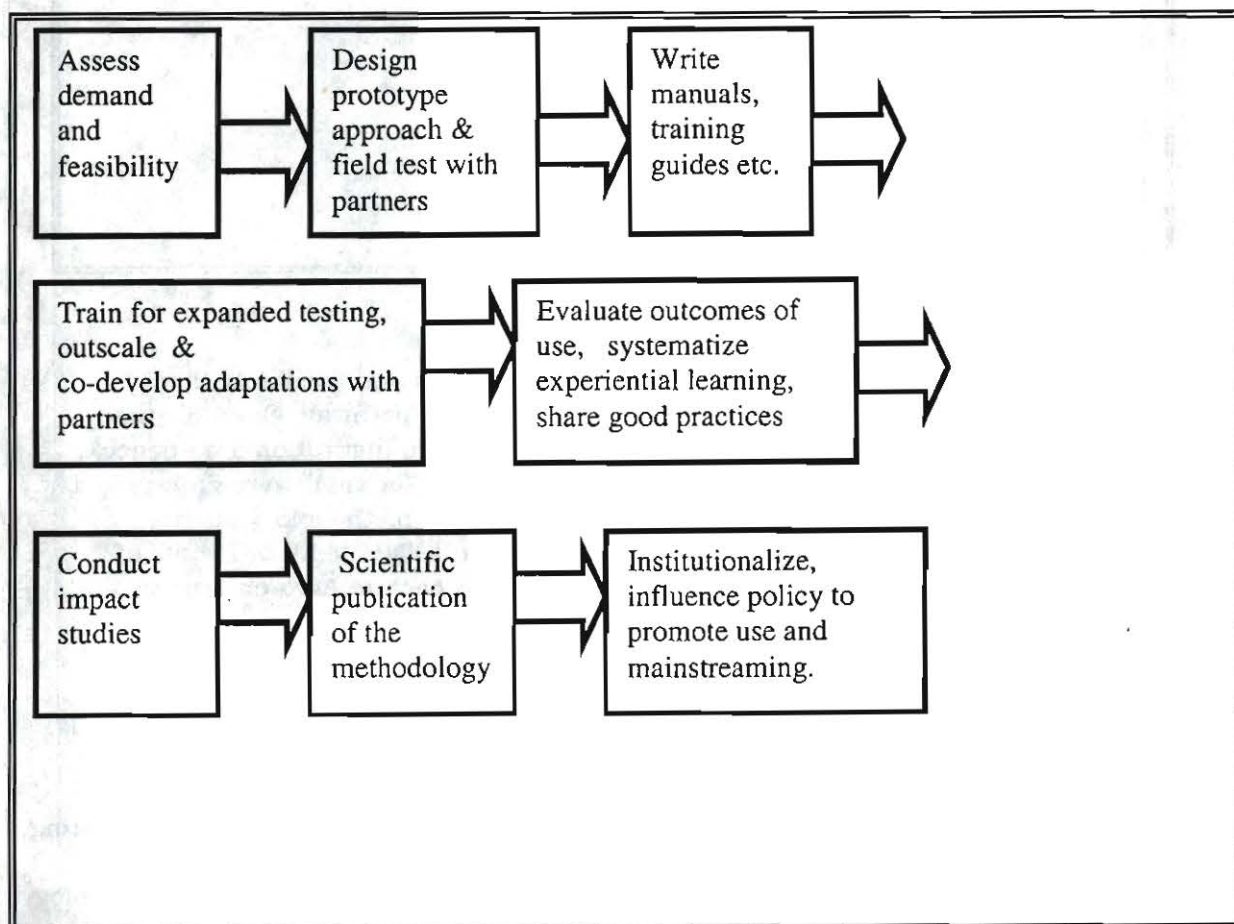 Assess
demand
and
feasibility
Design
prototype
approach &
field test with
partners
Write
manuals,
training
guides etc.
Train for expanded testing,
outscale &
co-develop adaptations with
partners
Evaluate outcomes of
use, systematize
experiential learning,
share good practices
Conduct
impact
studies
Scientific
publication
of the
methodology
Institutionalize,
influence policy to
promote use and
mainstreaming.